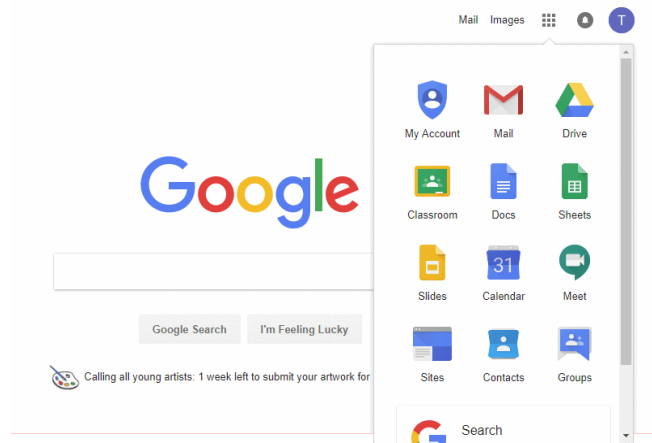 Mail Images T
My Account Mail Drive
Google
Classroom Docs Sheets
31
Slides Calendar Meet
Google Search I'm Feeling Lucky
Sites Contacts Groups
Calling all young artists: 1 week left to submit your artwork for
G Search